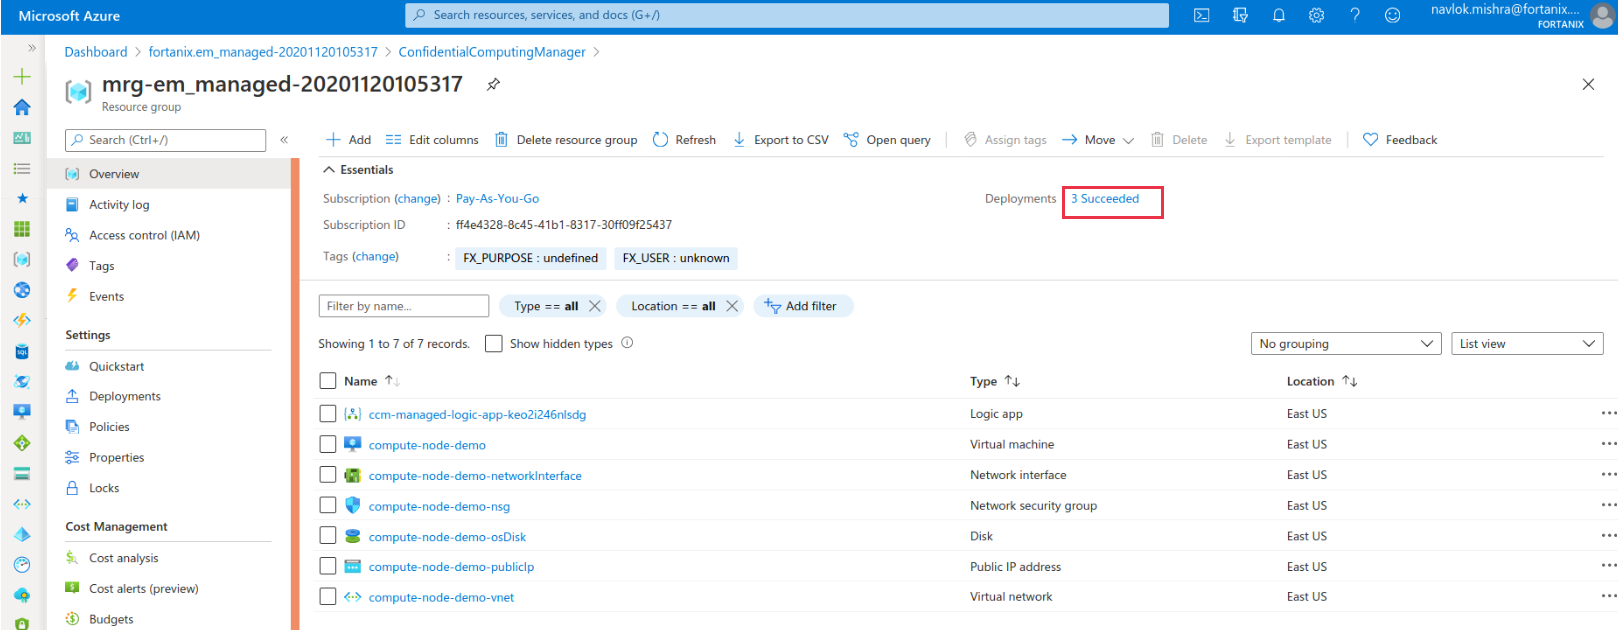 Microsoft Azure
Search resources, services, and docs (G+/)
navlok.mishra@fortanix....
FORTANIX
Dashboard > fortanix.em_managed-20201120105317 > ConfidentialComputingManager >
mrg-em_managed-20201120105317
Resource group
Search (Ctrl+/)
Add Edit columns Delete resource group Refresh Export to CSV Open query Assign tags Move Delete Export template Feedback
Overview
Activity log
Access control (IAM)
Tags
Events
Settings
Quickstart
Deployments
Policies
Properties
Locks
Cost Management
Cost analysis
Cost alerts (preview)
Budgets
Essentials
Subscription (change) : Pay-As-You-Go
Deployments 3 Succeeded
Subscription ID : ff4e4328-8c45-41b1-8317-30ff09f25437
Tags (change) : FX_PURPOSE : undefined FX_USER : unknown
Filter by name... Type == all Location == all Add filter
Showing 1 to 7 of 7 records. Show hidden types
No grouping List view
Name Type Location
ccm-managed-logic-app-keo2i246nlsdg Logic app East US
compute-node-demo Virtual machine East US
compute-node-demo-networkInterface Network interface East US
compute-node-demo-nsg Network security group East US
compute-node-demo-osDisk Disk East US
compute-node-demo-publicIp Public IP address East US
compute-node-demo-vnet Virtual network East US